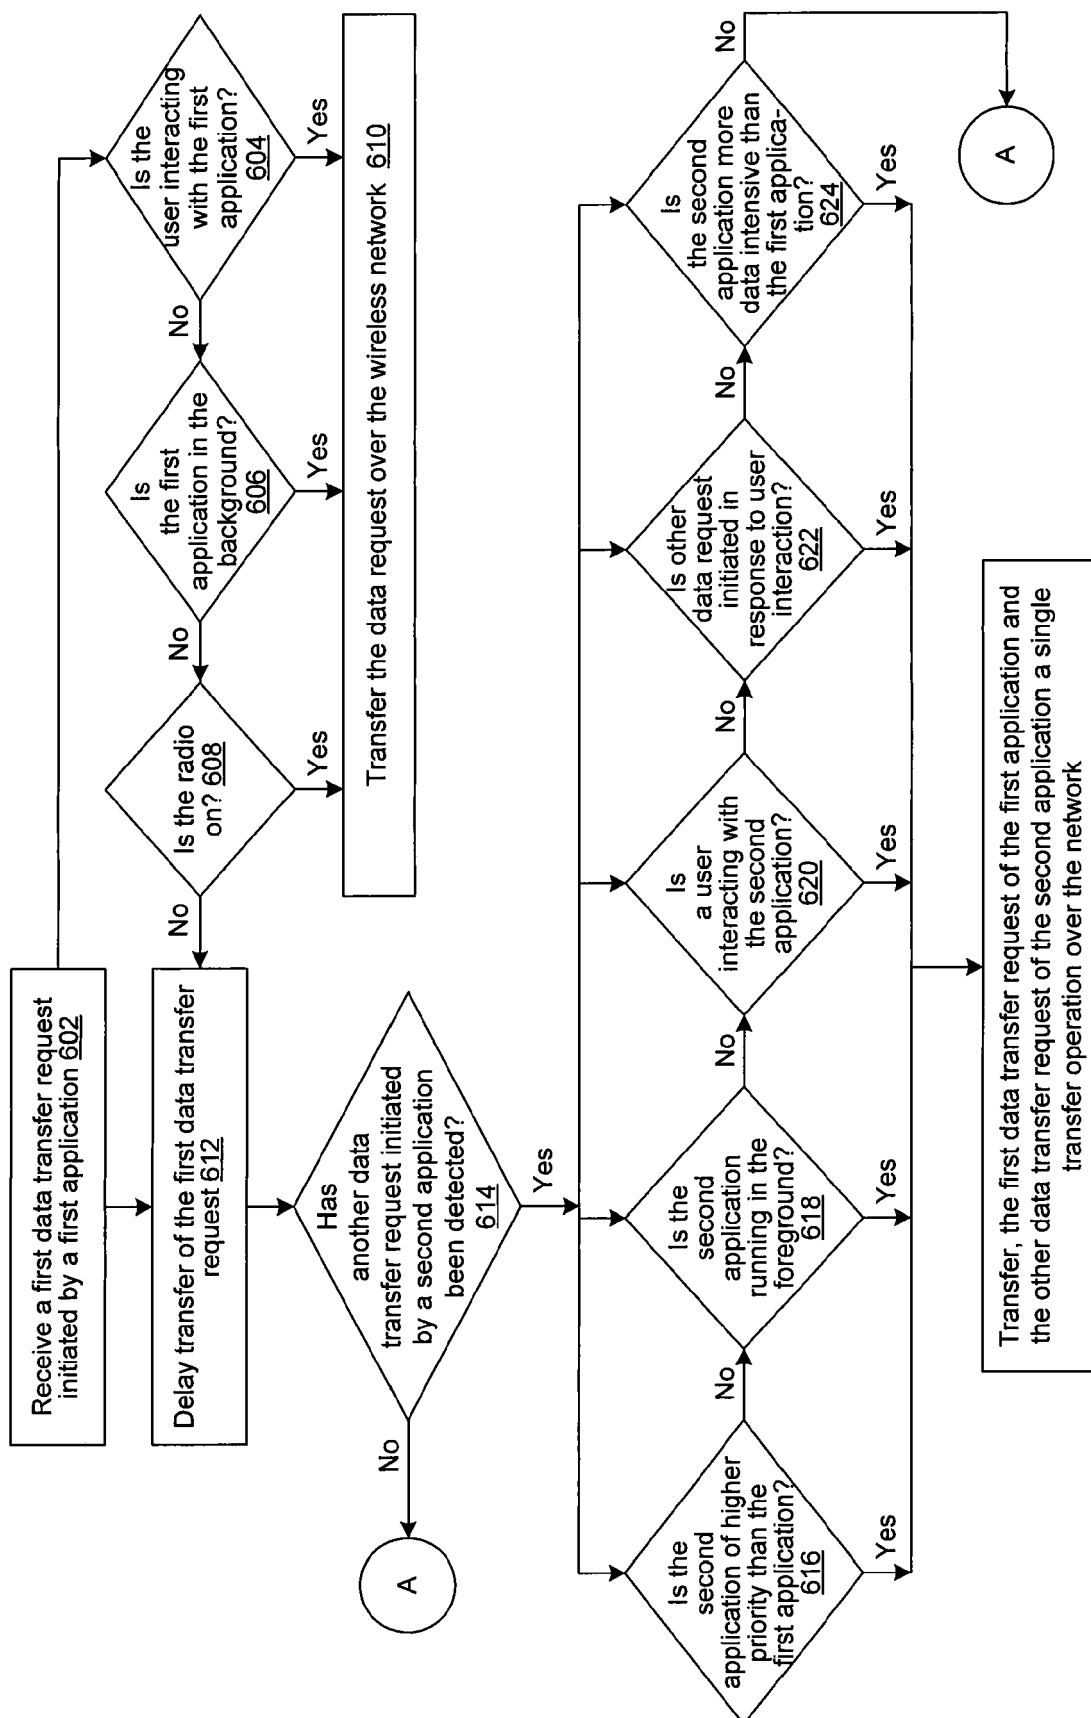 Receive a first data transfer request
initiated by a first application 602
Is the
user interacting
with the first
application?
604
Yes
No
Is
the first
application in the
background?
606
Yes
No
Is the radio
on? 608
Yes
No
Transfer the data request over the wireless network 610
Delay transfer of the first data transfer
request 612
Has
another data
transfer request initiated
by a second application
been detected?
614
No
A
Yes
Is the
second
application of higher
priority than the
first application?
616
Yes
No
Is the
second
application
running in the
foreground?
618
Yes
No
Is
a user
interacting with
the second
application?
620
Yes
No
Is other
data request
initiated in
response to user
interaction?
622
Yes
No
Is
the second
application more
data intensive than
the first applica-
tion?
624
Yes
No
A
Transfer, the first data transfer request of the first application and
the other data transfer request of the second application a single
transfer operation over the network